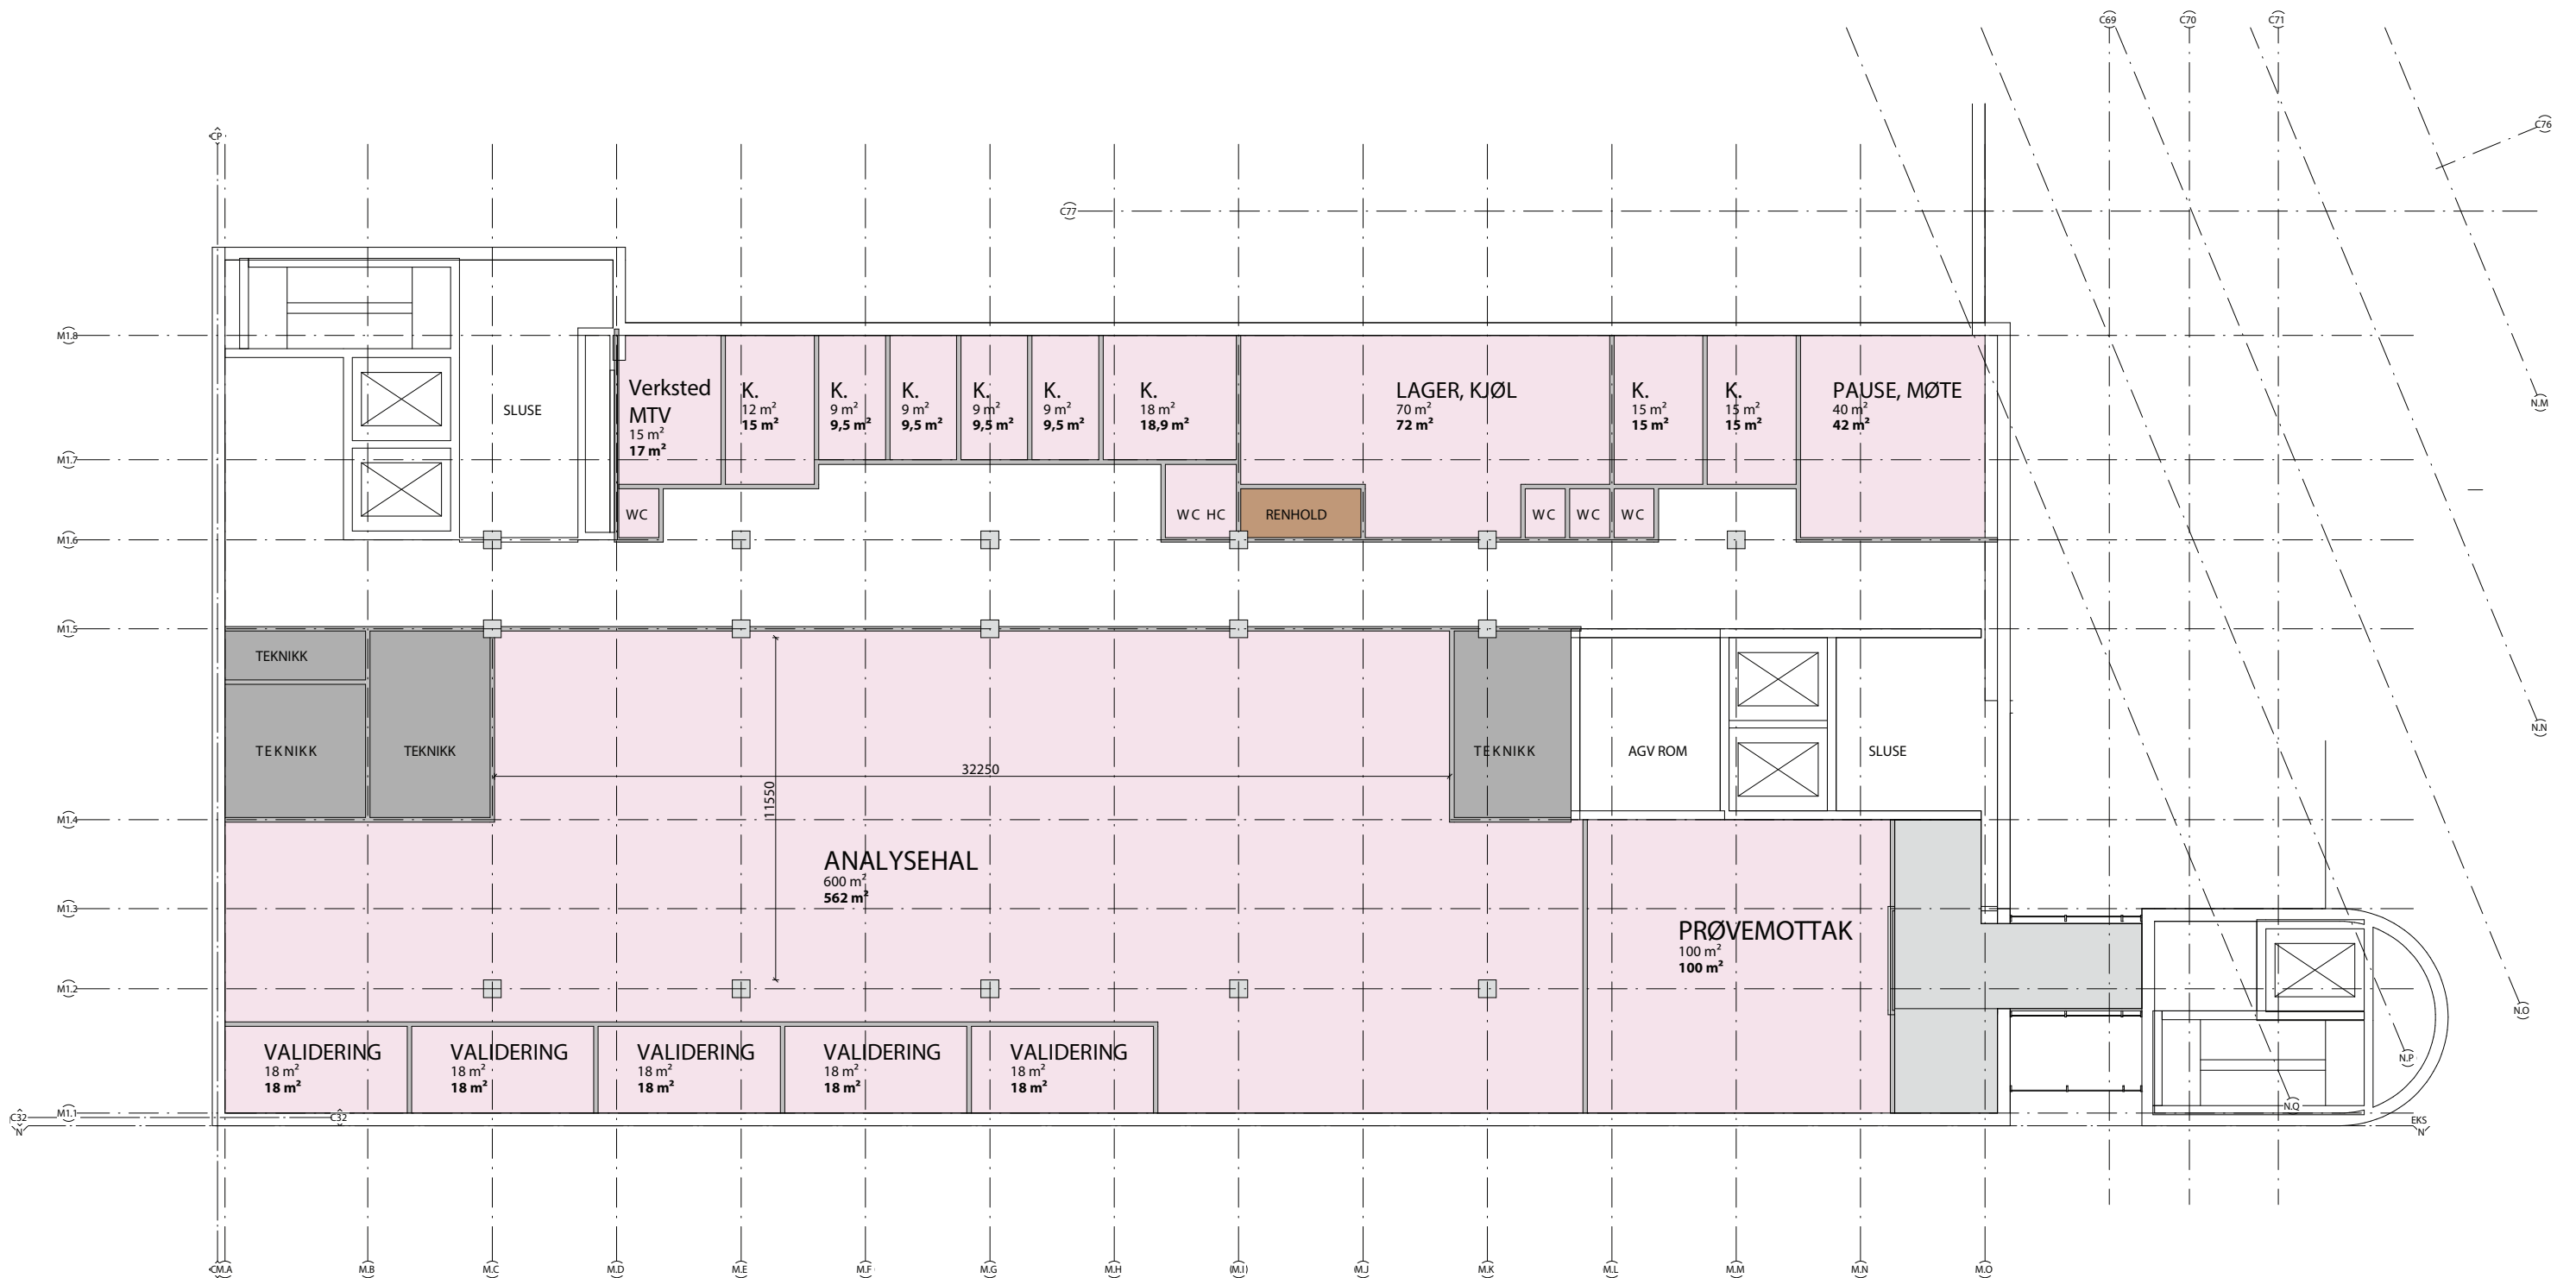 C69
C70
C71
CP
C76
C77
M1.8
SLUSE
Verksted
MTV
15 m²
17 m²
K.
12 m²
15 m²
K.
9 m²
9,5 m²
K.
9 m²
9,5 m²
K.
9 m²
9,5 m²
K.
9 m²
9,5 m²
K.
18 m²
18,9 m²
LAGER, KJØL
70 m²
72 m²
K.
15 m²
15 m²
K.
15 m²
15 m²
PAUSE, MØTE
40 m²
42 m²
N.M
M1.7
WC
WC HC
RENHOLD
WC
WC
WC
M1.6
M1.5
TEKNIKK
TEKNIKK
TEKNIKK
32250
11550
TEKNIKK
AGV ROM
SLUSE
N.N
M1.4
ANALYSEHAL
600 m²
562 m²
M1.3
PRØVEMOTTAK
100 m²
100 m²
M1.2
N.O
VALIDERING
18 m²
18 m²
VALIDERING
18 m²
18 m²
VALIDERING
18 m²
18 m²
VALIDERING
18 m²
18 m²
VALIDERING
18 m²
18 m²
N.P
N.Q
M1.1
C32
N
C32
EKS
N
M.A
M.B
M.C
M.D
M.E
M.F
M.G
M.H
(M.I)
M.J
M.K
M.L
M.M
M.N
M.O